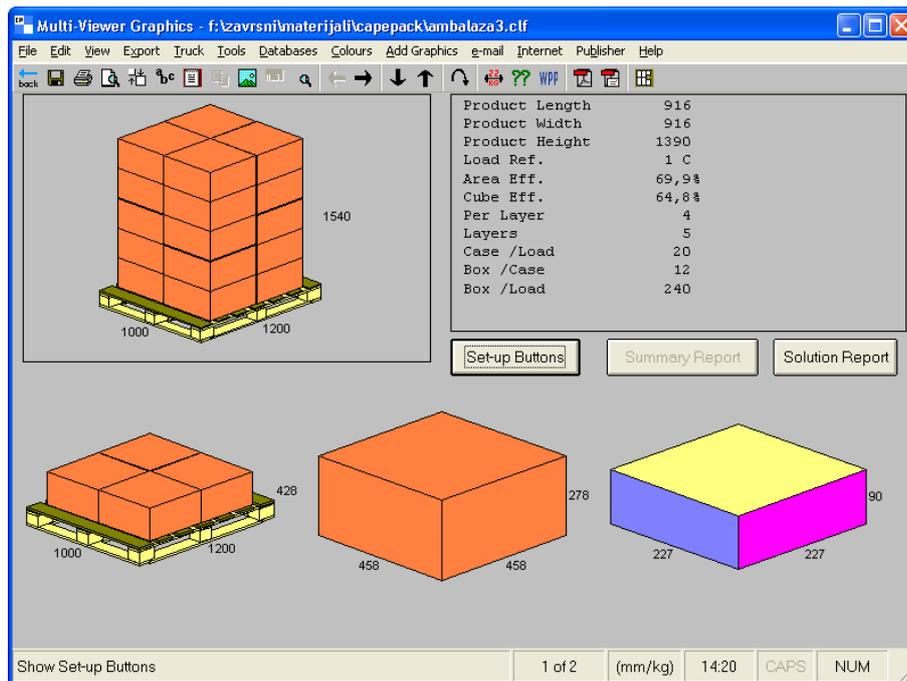 Multi-Viewer Graphics - f:\zavrsni\materijali\capepack\ambalaza3.clf
File Edit View Export Truck Tools Databases Colours Add Graphics e-mail Internet Publisher Help
back abc ?? WPP
1540
1000 1200
Product Length 916
Product Width 916
Product Height 1390
Load Ref. 1 C
Area Eff. 69,9%
Cube Eff. 64,8%
Per Layer 4
Layers 5
Case /Load 20
Box /Case 12
Box /Load 240
Set-up Buttons Summary Report Solution Report
428
1000 1200
278
458 458
90
227 227
Show Set-up Buttons 1 of 2 (mm/kg) 14:20 CAPS NUM